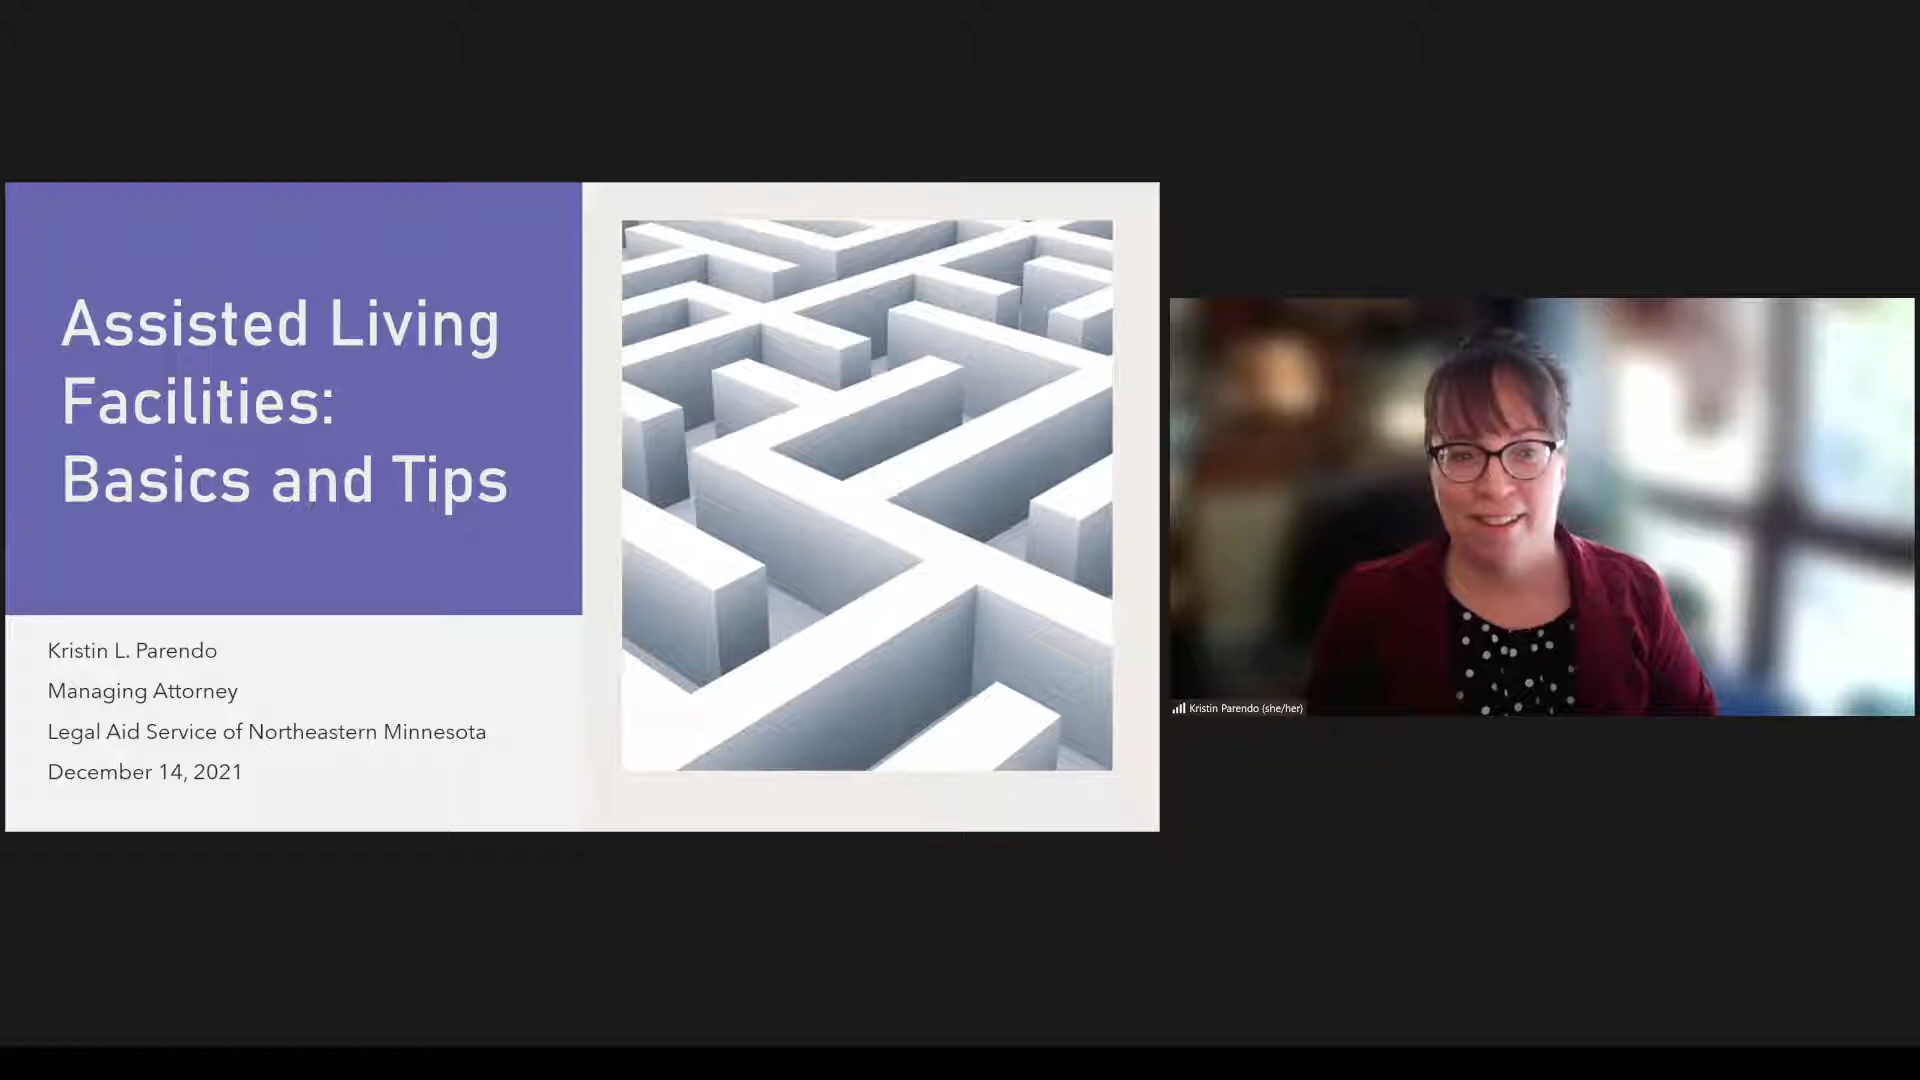 Assisted Living
Facilities:
Basics and Tips
Kristin L. Parendo
Managing Attorney
Legal Aid Service of Northeastern Minnesota
December 14, 2021
Kristin Parendo (she/her)